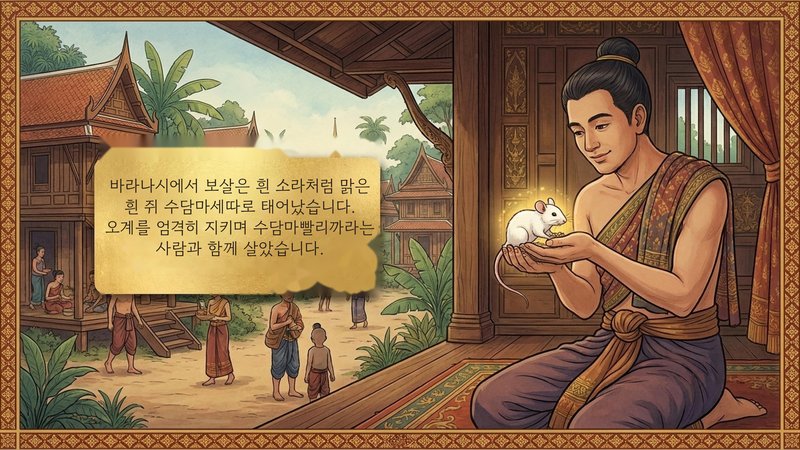 바라나시에서 보살은 흰 소라처럼 맑은
흰 쥐 수담마세따로 태어났습니다.
오계를 엄격히 지키며 수담마빨리까라는
사람과 함께 살았습니다.